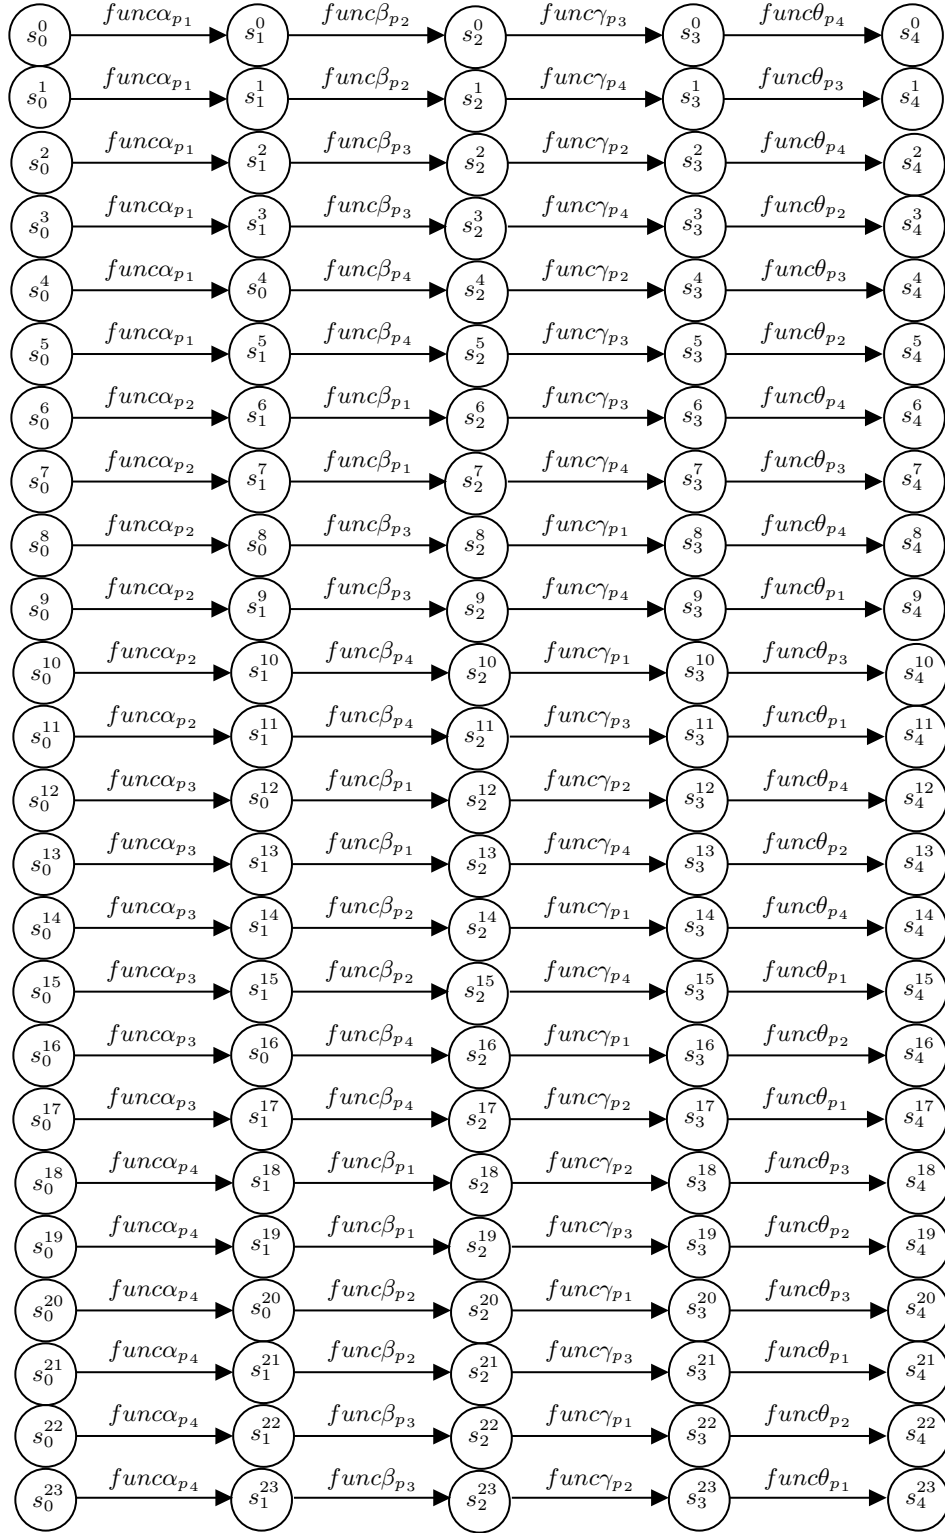 funcα_{p_1} funcβ_{p_2} funcγ_{p_3} funcθ_{p_4}
s_0^0 s_1^0 s_2^0 s_3^0 s_4^0
funcα_{p_1} funcβ_{p_2} funcγ_{p_4} funcθ_{p_3}
s_0^1 s_1^1 s_2^1 s_3^1 s_4^1
funcα_{p_1} funcβ_{p_3} funcγ_{p_2} funcθ_{p_4}
s_0^2 s_1^2 s_2^2 s_3^2 s_4^2
funcα_{p_1} funcβ_{p_3} funcγ_{p_4} funcθ_{p_2}
s_0^3 s_1^3 s_2^3 s_3^3 s_4^3
funcα_{p_1} funcβ_{p_4} funcγ_{p_2} funcθ_{p_3}
s_0^4 s_0^4 s_2^4 s_3^4 s_4^4
funcα_{p_1} funcβ_{p_4} funcγ_{p_3} funcθ_{p_2}
s_0^5 s_1^5 s_2^5 s_3^5 s_4^5
funcα_{p_2} funcβ_{p_1} funcγ_{p_3} funcθ_{p_4}
s_0^6 s_1^6 s_2^6 s_3^6 s_4^6
funcα_{p_2} funcβ_{p_1} funcγ_{p_4} funcθ_{p_3}
s_0^7 s_1^7 s_2^7 s_3^7 s_4^7
funcα_{p_2} funcβ_{p_3} funcγ_{p_1} funcθ_{p_4}
s_0^8 s_0^8 s_2^8 s_3^8 s_4^8
funcα_{p_2} funcβ_{p_3} funcγ_{p_4} funcθ_{p_1}
s_0^9 s_1^9 s_2^9 s_3^9 s_4^9
funcα_{p_2} funcβ_{p_4} funcγ_{p_1} funcθ_{p_3}
s_0^{10} s_1^{10} s_2^{10} s_3^{10} s_4^{10}
funcα_{p_2} funcβ_{p_4} funcγ_{p_3} funcθ_{p_1}
s_0^{11} s_1^{11} s_2^{11} s_3^{11} s_4^{11}
funcα_{p_3} funcβ_{p_1} funcγ_{p_2} funcθ_{p_4}
s_0^{12} s_0^{12} s_2^{12} s_3^{12} s_4^{12}
funcα_{p_3} funcβ_{p_1} funcγ_{p_4} funcθ_{p_2}
s_0^{13} s_1^{13} s_2^{13} s_3^{13} s_4^{13}
funcα_{p_3} funcβ_{p_2} funcγ_{p_1} funcθ_{p_4}
s_0^{14} s_1^{14} s_2^{14} s_3^{14} s_4^{14}
funcα_{p_3} funcβ_{p_2} funcγ_{p_4} funcθ_{p_1}
s_0^{15} s_1^{15} s_2^{15} s_3^{15} s_4^{15}
funcα_{p_3} funcβ_{p_4} funcγ_{p_1} funcθ_{p_2}
s_0^{16} s_0^{16} s_2^{16} s_3^{16} s_4^{16}
funcα_{p_3} funcβ_{p_4} funcγ_{p_2} funcθ_{p_1}
s_0^{17} s_1^{17} s_2^{17} s_3^{17} s_4^{17}
funcα_{p_4} funcβ_{p_1} funcγ_{p_2} funcθ_{p_3}
s_0^{18} s_1^{18} s_2^{18} s_3^{18} s_4^{18}
funcα_{p_4} funcβ_{p_1} funcγ_{p_3} funcθ_{p_2}
s_0^{19} s_1^{19} s_2^{19} s_3^{19} s_4^{19}
funcα_{p_4} funcβ_{p_2} funcγ_{p_1} funcθ_{p_3}
s_0^{20} s_0^{20} s_2^{20} s_3^{20} s_4^{20}
funcα_{p_4} funcβ_{p_2} funcγ_{p_3} funcθ_{p_1}
s_0^{21} s_1^{21} s_2^{21} s_3^{21} s_4^{21}
funcα_{p_4} funcβ_{p_3} funcγ_{p_1} funcθ_{p_2}
s_0^{22} s_1^{22} s_2^{22} s_3^{22} s_4^{22}
funcα_{p_4} funcβ_{p_3} funcγ_{p_2} funcθ_{p_1}
s_0^{23} s_1^{23} s_2^{23} s_3^{23} s_4^{23}